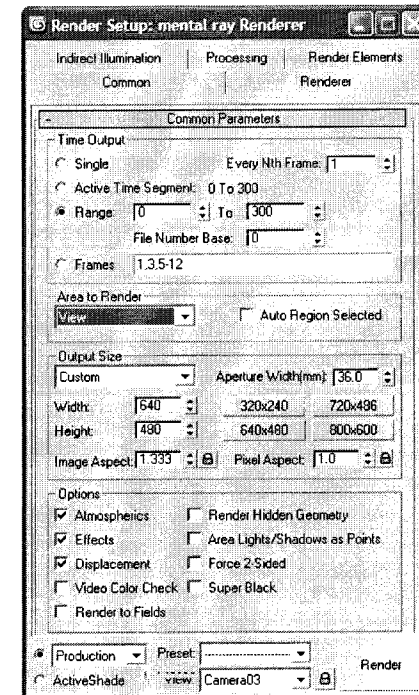 Render Setup: mental ray Renderer
Indirect Illumination Processing Render Elements
Common Renderer
- Common Parameters
Time Output
Single Every Nth Frame: 1
Active Time Segment: 0 To 300
Range: 0 To 300
File Number Base: 0
Frames 1,3,5-12
Area to Render
View Auto Region Selected
Output Size
Custom Aperture Width(mm): 36.0
Width: 640 320x240 720x486
Height: 480 640x480 800x600
Image Aspect: 1.333 Pixel Aspect: 1.0
Options
Atmospherics Render Hidden Geometry
Effects Area Lights/Shadows as Points
Displacement Force 2-Sided
Video Color Check Super Black
Render to Fields
Production Preset: --------------------
ActiveShade View: Camera03 Render